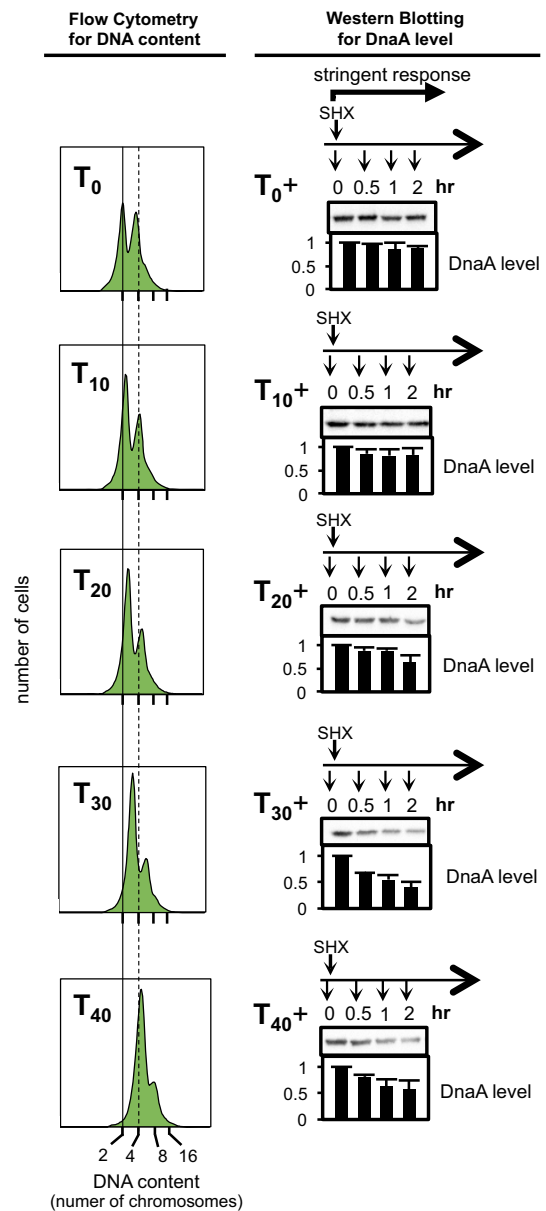 Flow Cytometry
for DNA content
Western Blotting
for DnaA level
stringent response
SHX
T0
T0+
0 0.5 1 2 hr
1
0.5
0
DnaA level
SHX
T10
T10+
0 0.5 1 2 hr
1
0.5
0
DnaA level
SHX
T20
T20+
0 0.5 1 2 hr
1
0.5
0
DnaA level
number of cells
SHX
T30
T30+
0 0.5 1 2 hr
1
0.5
0
DnaA level
SHX
T40
T40+
0 0.5 1 2 hr
1
0.5
0
DnaA level
2 4 8 16
DNA content
(numer of chromosomes)